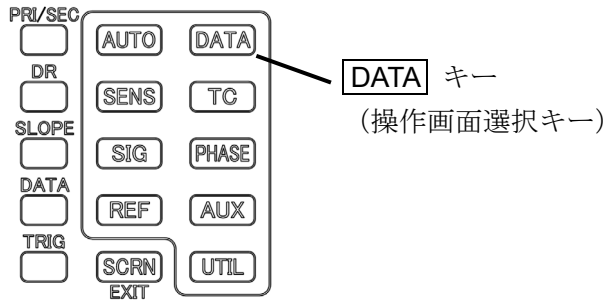 PRI/SEC
AUTO DATA
DR
SENS TC
SLOPE
SIG PHASE
DATA
REF AUX
TRIG
SCRN UTIL
EXIT
DATA キー
（操作画面選択キー）